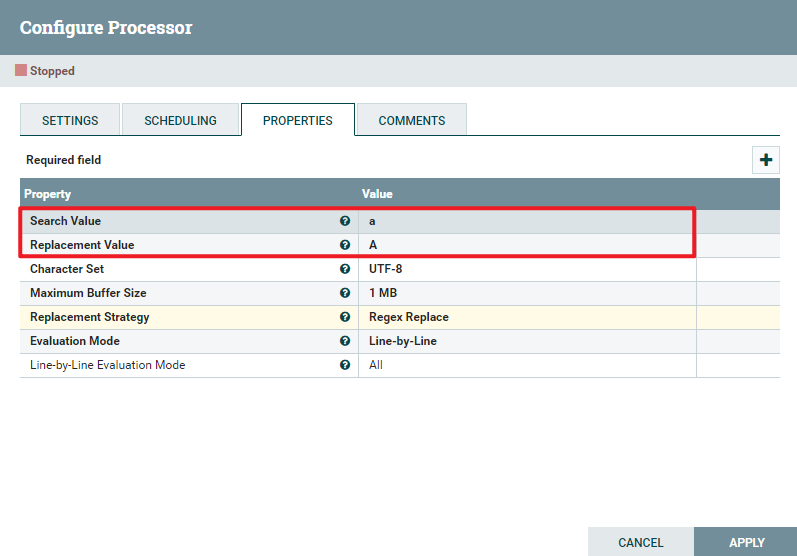 Configure Processor
Stopped
SETTINGS SCHEDULING PROPERTIES COMMENTS
Required field
Property Value
Search Value a
Replacement Value A
Character Set UTF-8
Maximum Buffer Size 1 MB
Replacement Strategy Regex Replace
Evaluation Mode Line-by-Line
Line-by-Line Evaluation Mode All
CANCEL APPLY